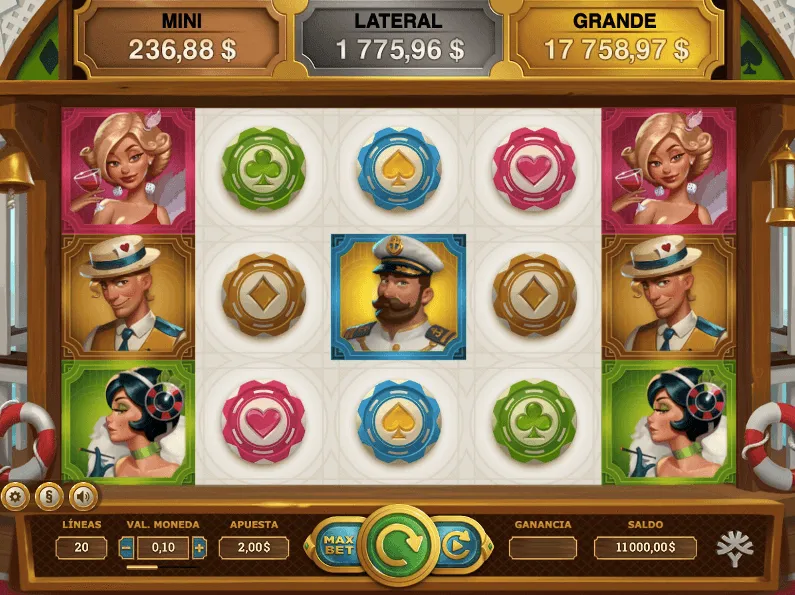 MINI
LATERAL
GRANDE
236,88 $
1 775,96 $
17 758,97 $
§
LÍNEAS
VAL. MONEDA
APUESTA
GANANCIA
SALDO
20
0,10
2,00$
MAX
BET
11000,00$